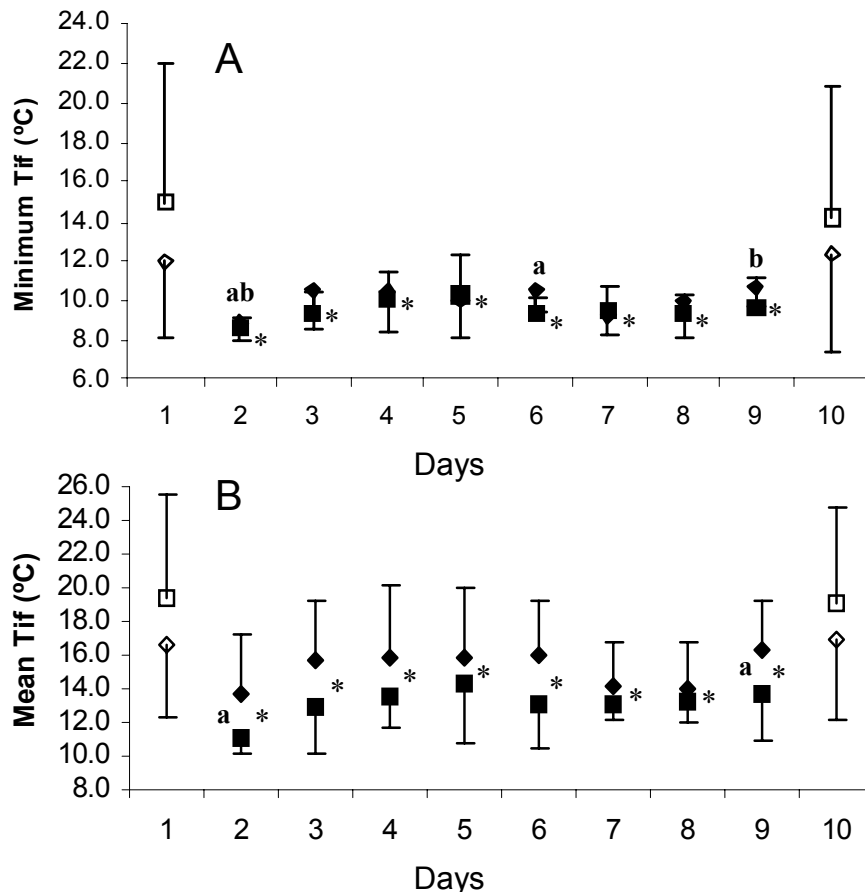 A
Minimum Tif (ºC)
24.0
22.0
20.0
18.0
16.0
14.0
12.0
10.0
8.0
6.0
ab
a
b
* * * * * * * *
1 2 3 4 5 6 7 8 9 10
Days
B
Mean Tif (ºC)
26.0
24.0
22.0
20.0
18.0
16.0
14.0
12.0
10.0
8.0
a
a
* * * * * * * *
1 2 3 4 5 6 7 8 9 10
Days